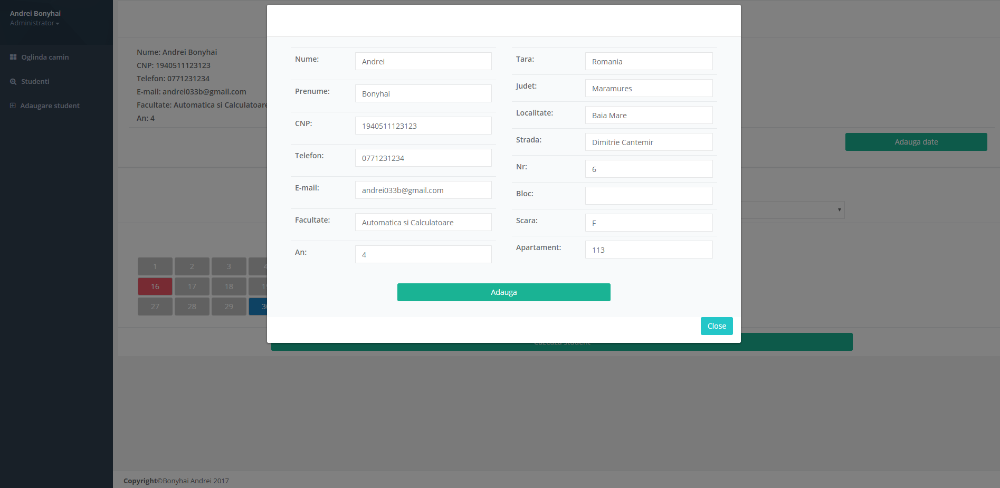 Andrei Bonyhai
Administrator
Oglinda camin
Studenti
Adaugare student
Nume: Andrei Bonyhai
CNP: 1940511123123
Telefon: 0771231234
E-mail: andrei033b@gmail.com
Facultate: Automatica si Calculatoare
An: 4
Adauga date
Nume: Andrei
Prenume: Bonyhai
CNP: 1940511123123
Telefon: 0771231234
E-mail: andrei033b@gmail.com
Facultate: Automatica si Calculatoare
An: 4
Tara: Romania
Judet: Maramures
Localitate: Baia Mare
Strada: Dimitrie Cantemir
Nr: 6
Bloc:
Scara: F
Apartament: 113
Adauga
Close
1 2 3 4
16 17 18
27 28 29 30
Cazeaza student
Copyright©Bonyhai Andrei 2017